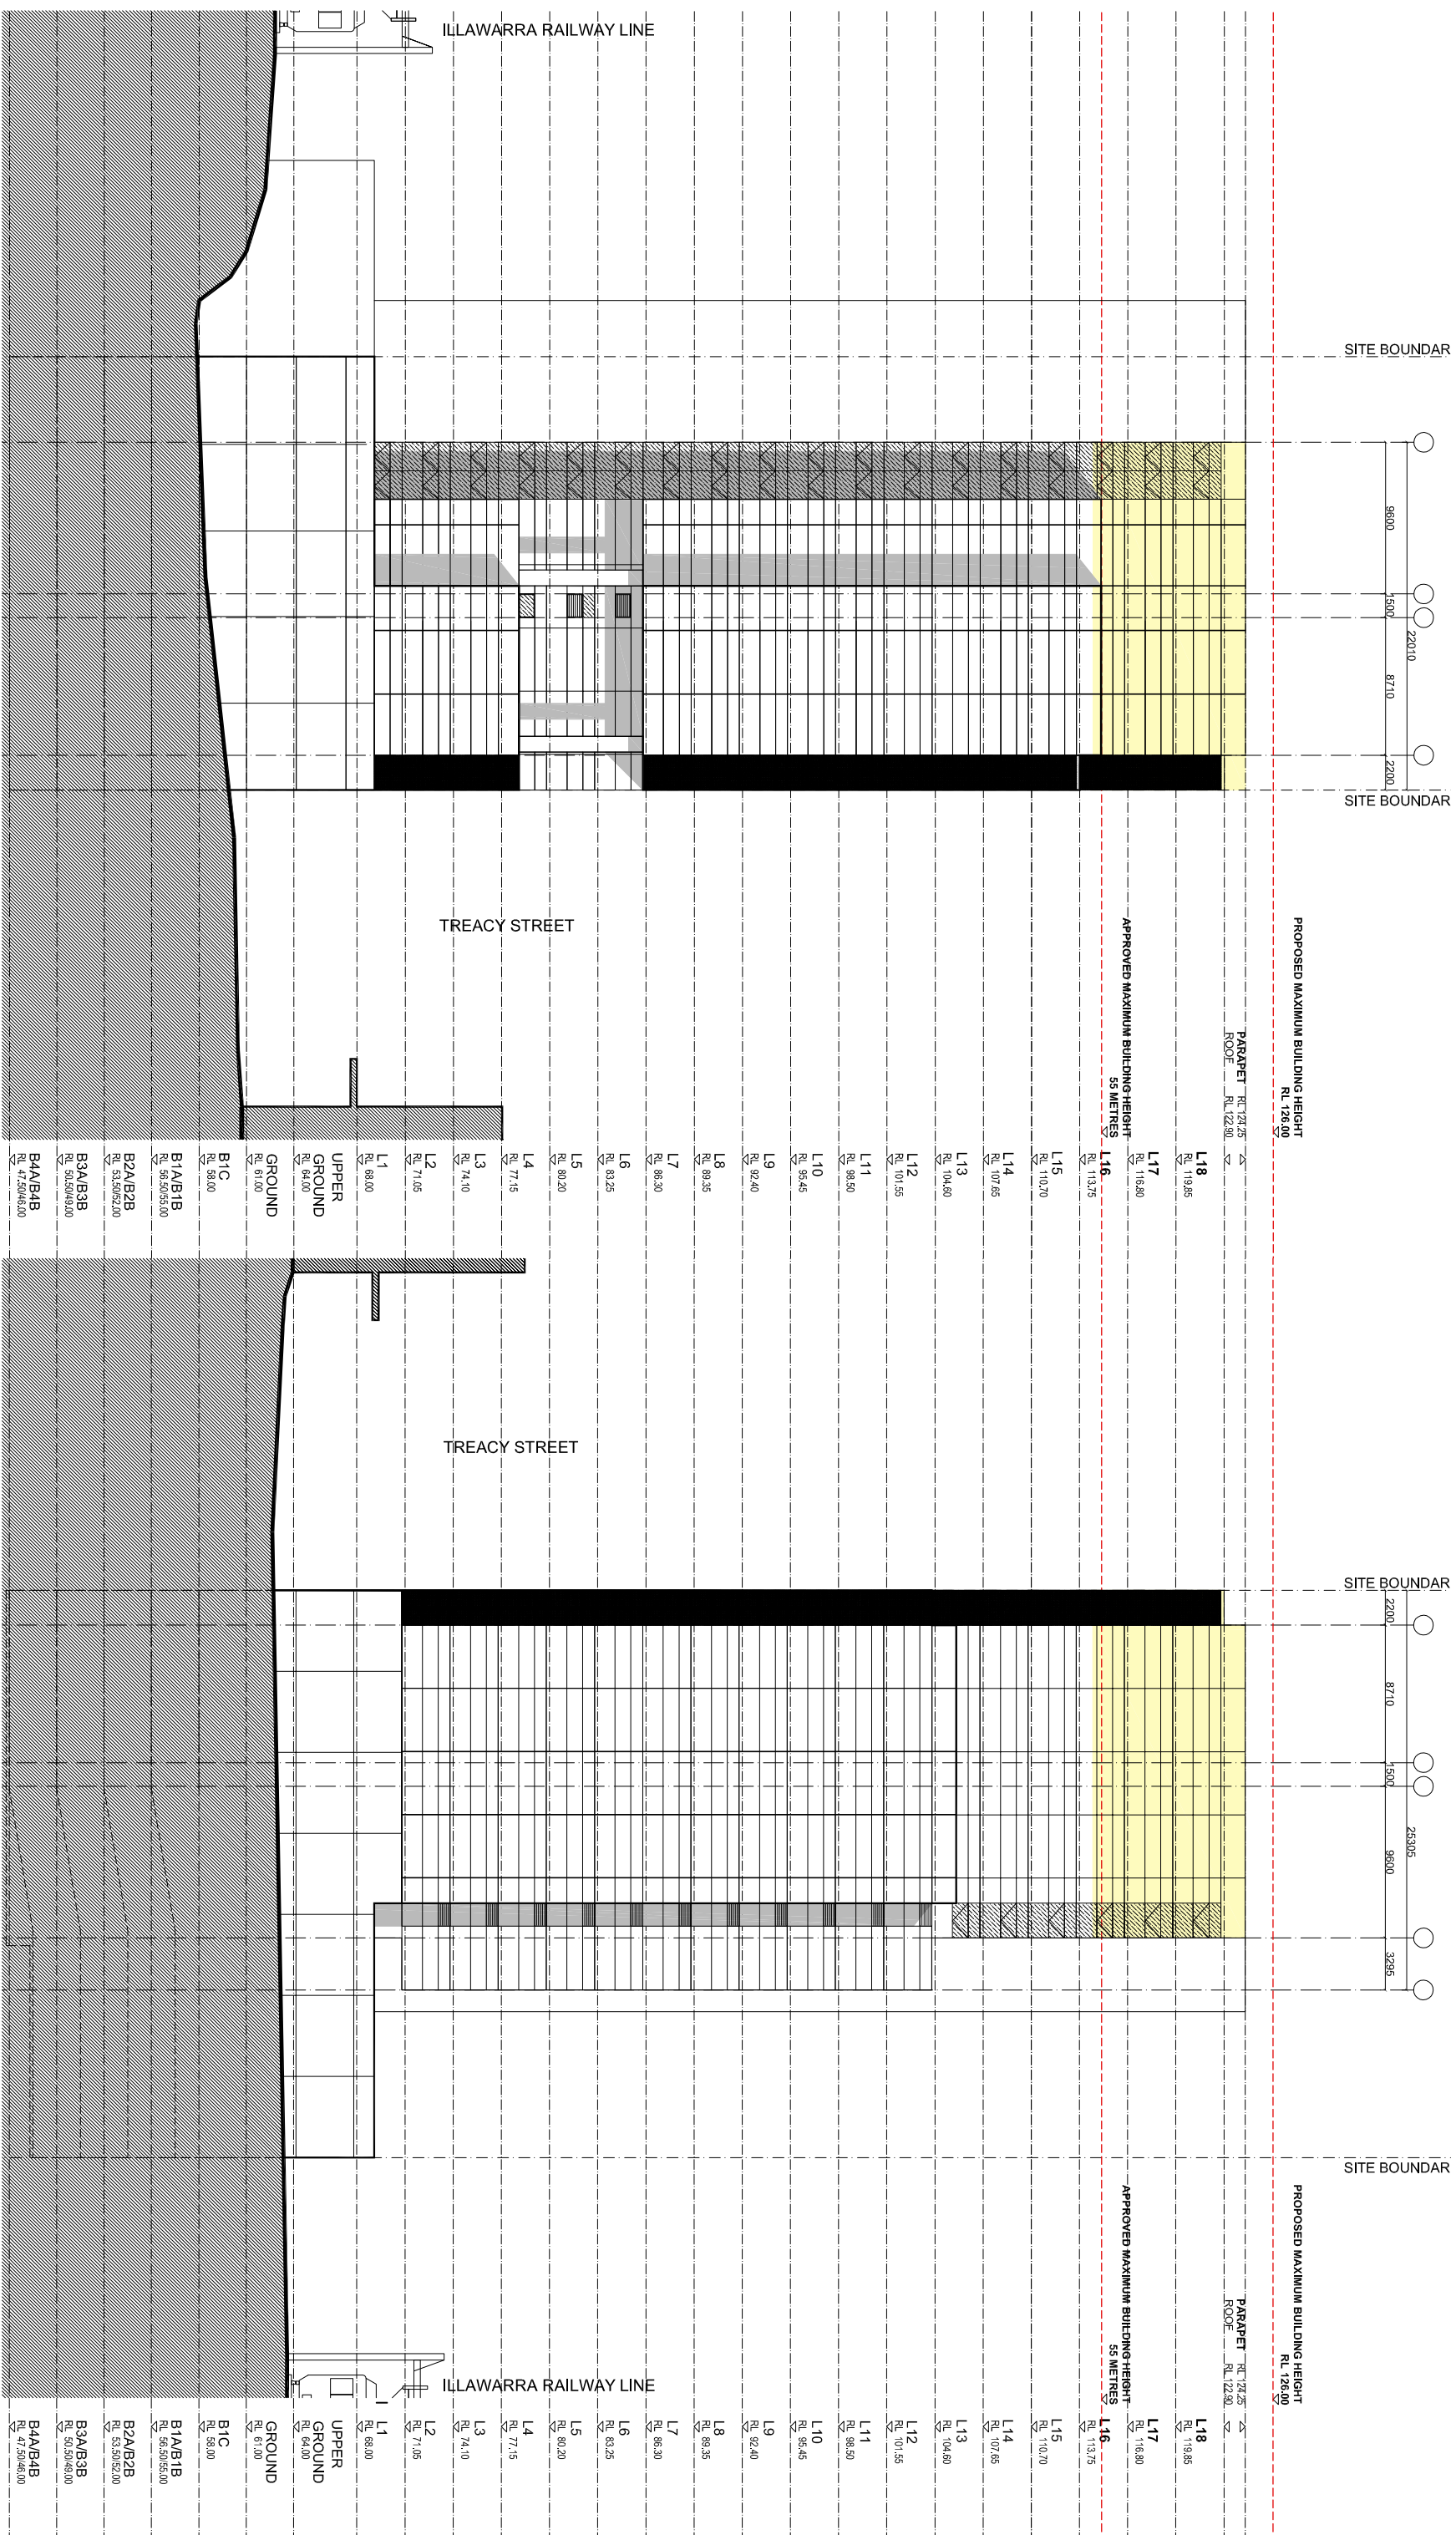 ILLAWARRA RAILWAY LINE
SITE BOUNDAR
9600
1500
22010
8710
2200
SITE BOUNDAR
TREACY STREET
PROPOSED MAXIMUM BUILDING HEIGHT
RL 126.00
PARAPET RL 124.25
ROOF RL 122.90
APPROVED MAXIMUM BUILDING HEIGHT
55 METRES
L18
RL 119.85
L17
RL 116.80
L16
RL 113.75
L15
RL 110.70
L14
RL 107.65
L13
RL 104.60
L12
RL 101.55
L11
RL 98.50
L10
RL 95.45
L9
RL 92.40
L8
RL 89.35
L7
RL 86.30
L6
RL 83.25
L5
RL 80.20
L4
RL 77.15
L3
RL 74.10
L2
RL 71.05
L1
RL 68.00
UPPER
GROUND
RL 64.00
GROUND
RL 61.00
B1C
RL 58.00
B1A/B1B
RL 56.50/55.00
B2A/B2B
RL 53.50/52.00
B3A/B3B
RL 50.50/49.00
B4A/B4B
RL 47.50/46.00
TREACY STREET
SITE BOUNDAR
2200
8710
1500
25305
9600
3295
SITE BOUNDAR
PROPOSED MAXIMUM BUILDING HEIGHT
RL 126.00
PARAPET RL 124.25
ROOF RL 122.90
APPROVED MAXIMUM BUILDING HEIGHT
55 METRES
ILLAWARRA RAILWAY LINE
L18
RL 119.85
L17
RL 116.80
L16
RL 113.75
L15
RL 110.70
L14
RL 107.65
L13
RL 104.60
L12
RL 101.55
L11
RL 98.50
L10
RL 95.45
L9
RL 92.40
L8
RL 89.35
L7
RL 86.30
L6
RL 83.25
L5
RL 80.20
L4
RL 77.15
L3
RL 74.10
L2
RL 71.05
L1
RL 68.00
UPPER
GROUND
RL 64.00
GROUND
RL 61.00
B1C
RL 58.00
B1A/B1B
RL 56.50/55.00
B2A/B2B
RL 53.50/52.00
B3A/B3B
RL 50.50/49.00
B4A/B4B
RL 47.50/46.00